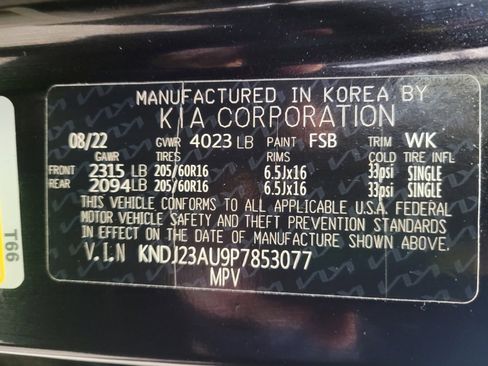 MANUFACTURED IN KOREA BY
KIA CORPORATION
08/22 GVWR 4023 LB PAINT FSB TRIM WK
TIRES RIMS COLD TIRE INFL
FRONT 2315 LB 205/60R16 6.5Jx16 33psi SINGLE
REAR 2094 LB 205/60R16 6.5Jx16 33psi SINGLE
THIS VEHICLE CONFORMS TO ALL APPLICABLE U.S.A. FEDERAL
MOTOR VEHICLE SAFETY AND THEFT PREVENTION STANDARDS
IN EFFECT ON THE DATE OF MANUFACTURE SHOWN ABOVE.
V.I.N KNDJ23AU9P7853077
MPV
T66